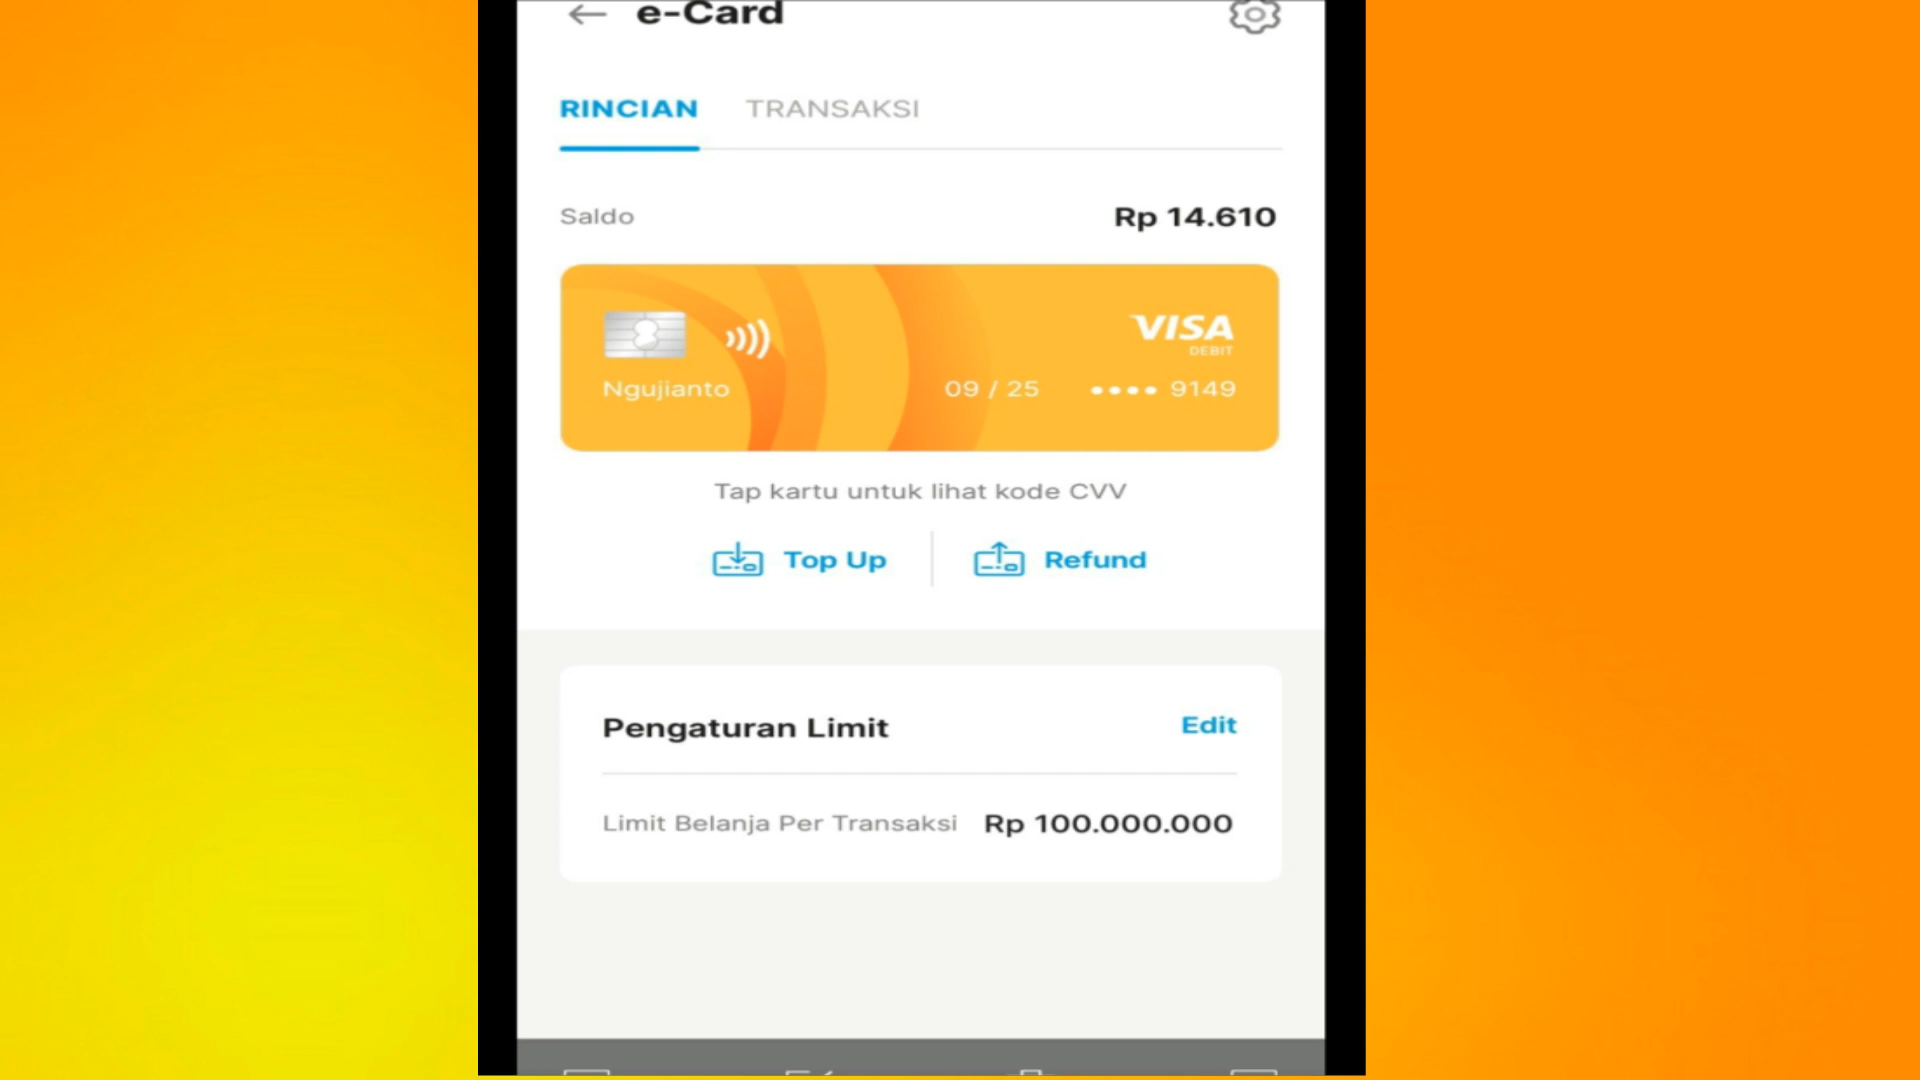 e-Card
RINCIAN TRANSAKSI
Saldo Rp 14.610
VISA
DEBIT
Ngujianto 09 / 25 •••• 9149
Tap kartu untuk lihat kode CVV
Top Up Refund
Pengaturan Limit Edit
Limit Belanja Per Transaksi Rp 100.000.000